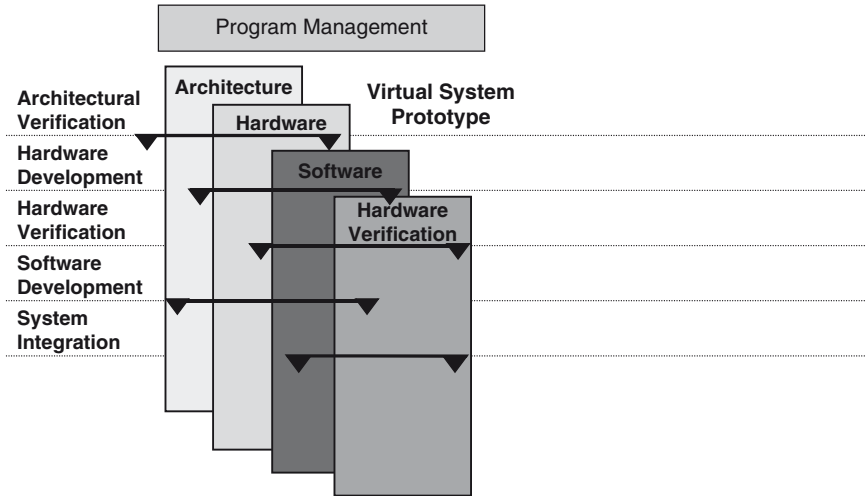 Program Management
Architecture
Architectural
Verification
Virtual System
Prototype
Hardware
Hardware
Development
Software
Hardware
Verification
Hardware
Verification
Software
Development
System
Integration